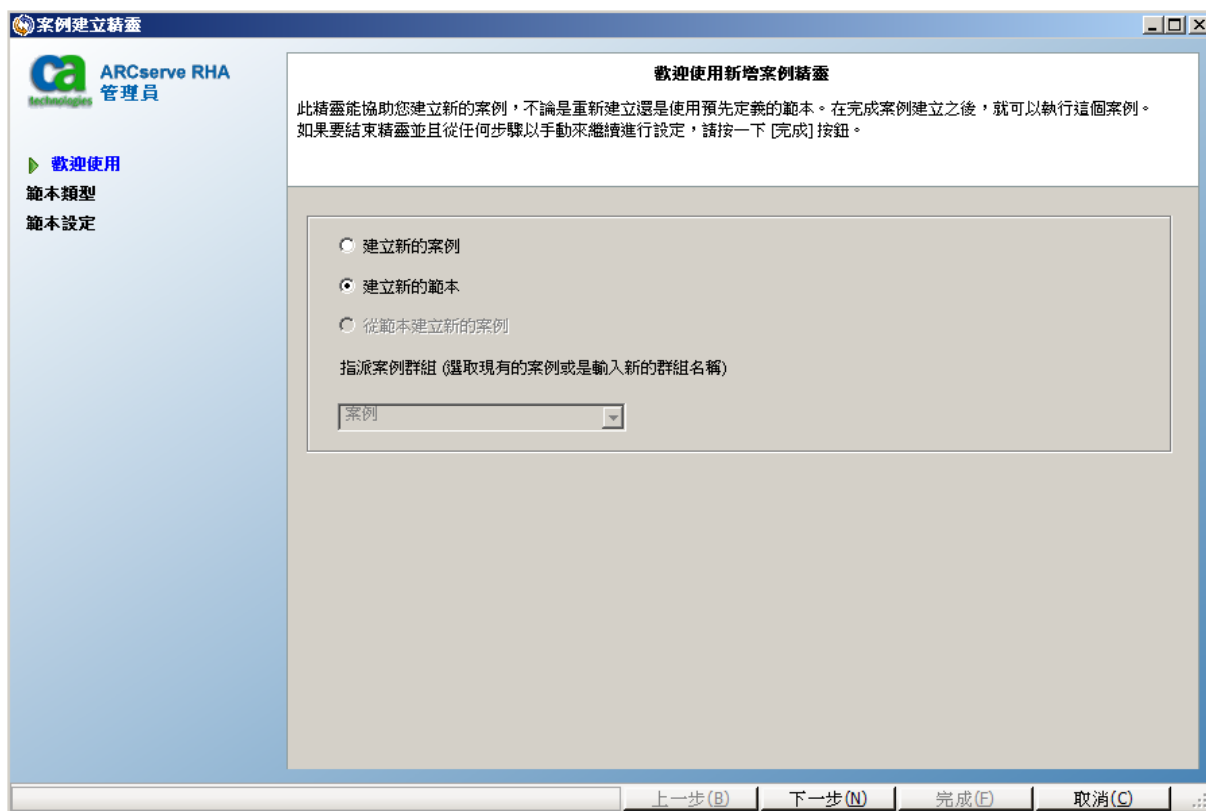 案例建立精靈
ca
technologies
ARCserve RHA
管理員
歡迎使用
範本類型
範本設定
歡迎使用新增案例精靈
此精靈能協助您建立新的案例，不論是重新建立還是使用預先定義的範本。在完成案例建立之後，就可以執行這個案例。
如果要結束精靈並且從任何步驟以手動來繼續進行設定，請按一下 [完成] 按鈕。
建立新的案例
建立新的範本
從範本建立新的案例
指派案例群組 (選取現有的案例或是輸入新的群組名稱)
案例
上一步(B)
下一步(N)
完成(F)
取消(C)